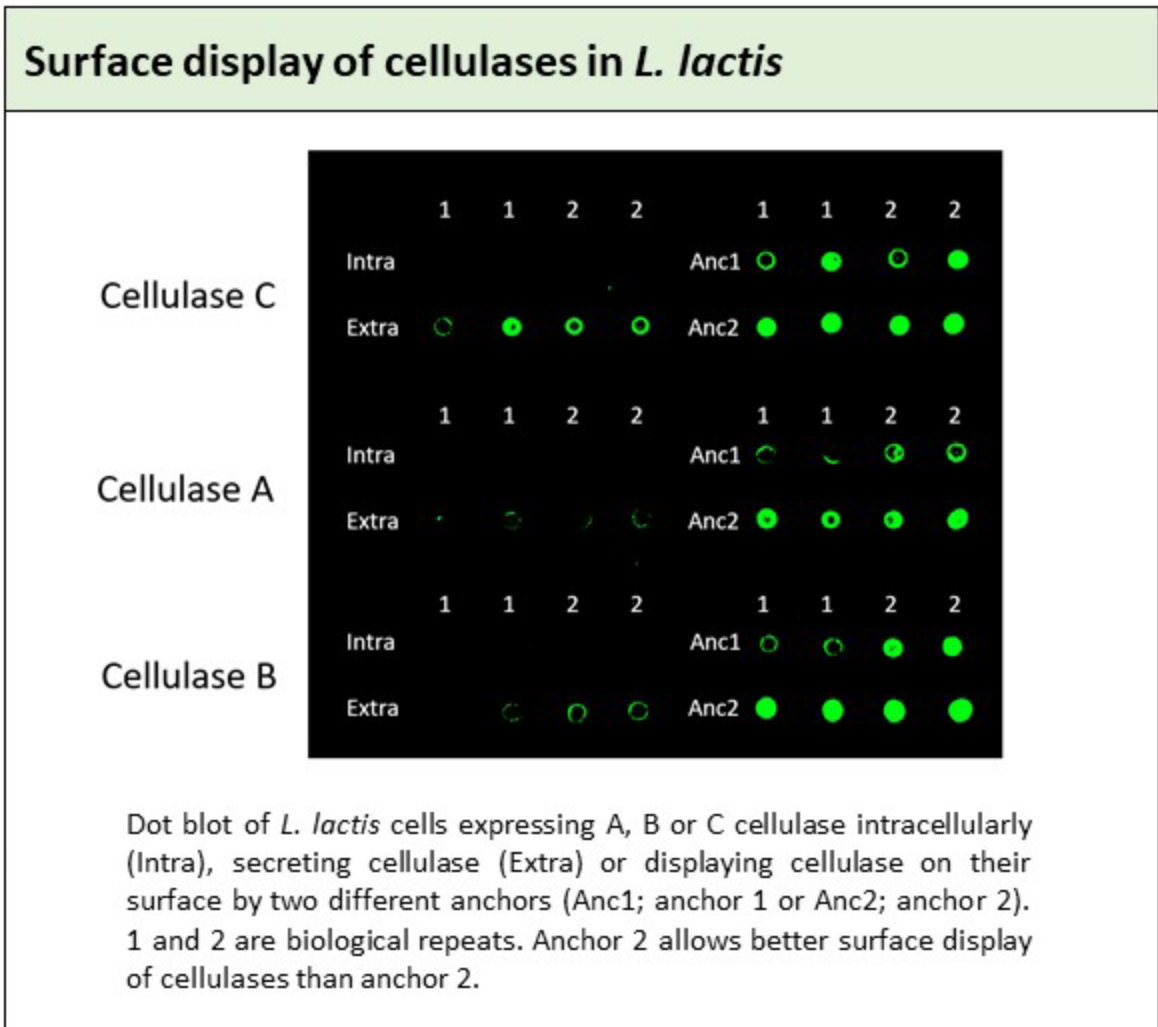 Surface display of cellulases in L. lactis
1 1 2 2 1 1 2 2
Intra Anc1
Cellulase C
Extra Anc2
1 1 2 2 1 1 2 2
Intra Anc1
Cellulase A
Extra Anc2
1 1 2 2 1 1 2 2
Intra Anc1
Cellulase B
Extra Anc2
Dot blot of L. lactis cells expressing A, B or C cellulase intracellularly
(Intra), secreting cellulase (Extra) or displaying cellulase on their
surface by two different anchors (Anc1; anchor 1 or Anc2; anchor 2).
1 and 2 are biological repeats. Anchor 2 allows better surface display
of cellulases than anchor 2.